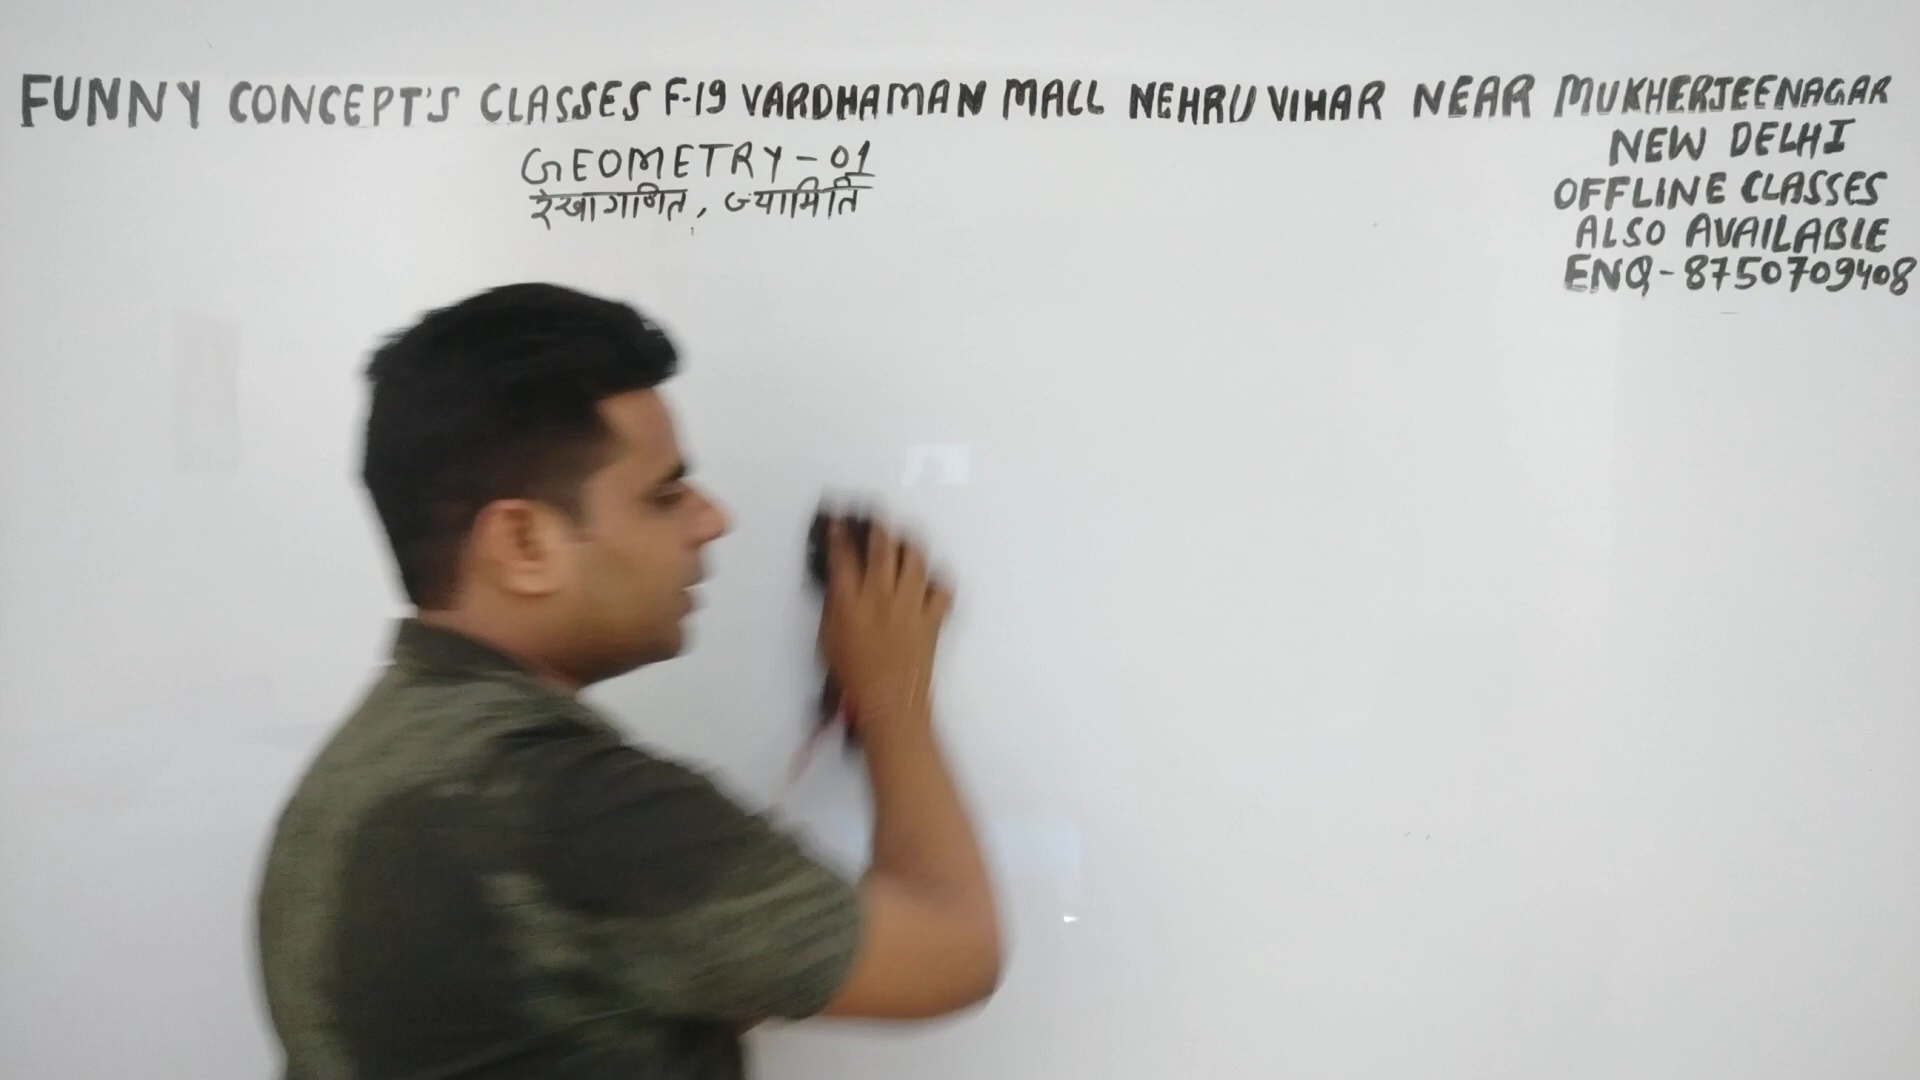 FUNNY CONCEPT'S CLASSES F-19 VARDHAMAN MALL NEHRU VIHAR NEAR MUKHERJEENAGAR
NEW DELHI
GEOMETRY - 01
रेखागणित, ज्यामिति
OFFLINE CLASSES
ALSO AVAILABLE
ENQ - 8750709408